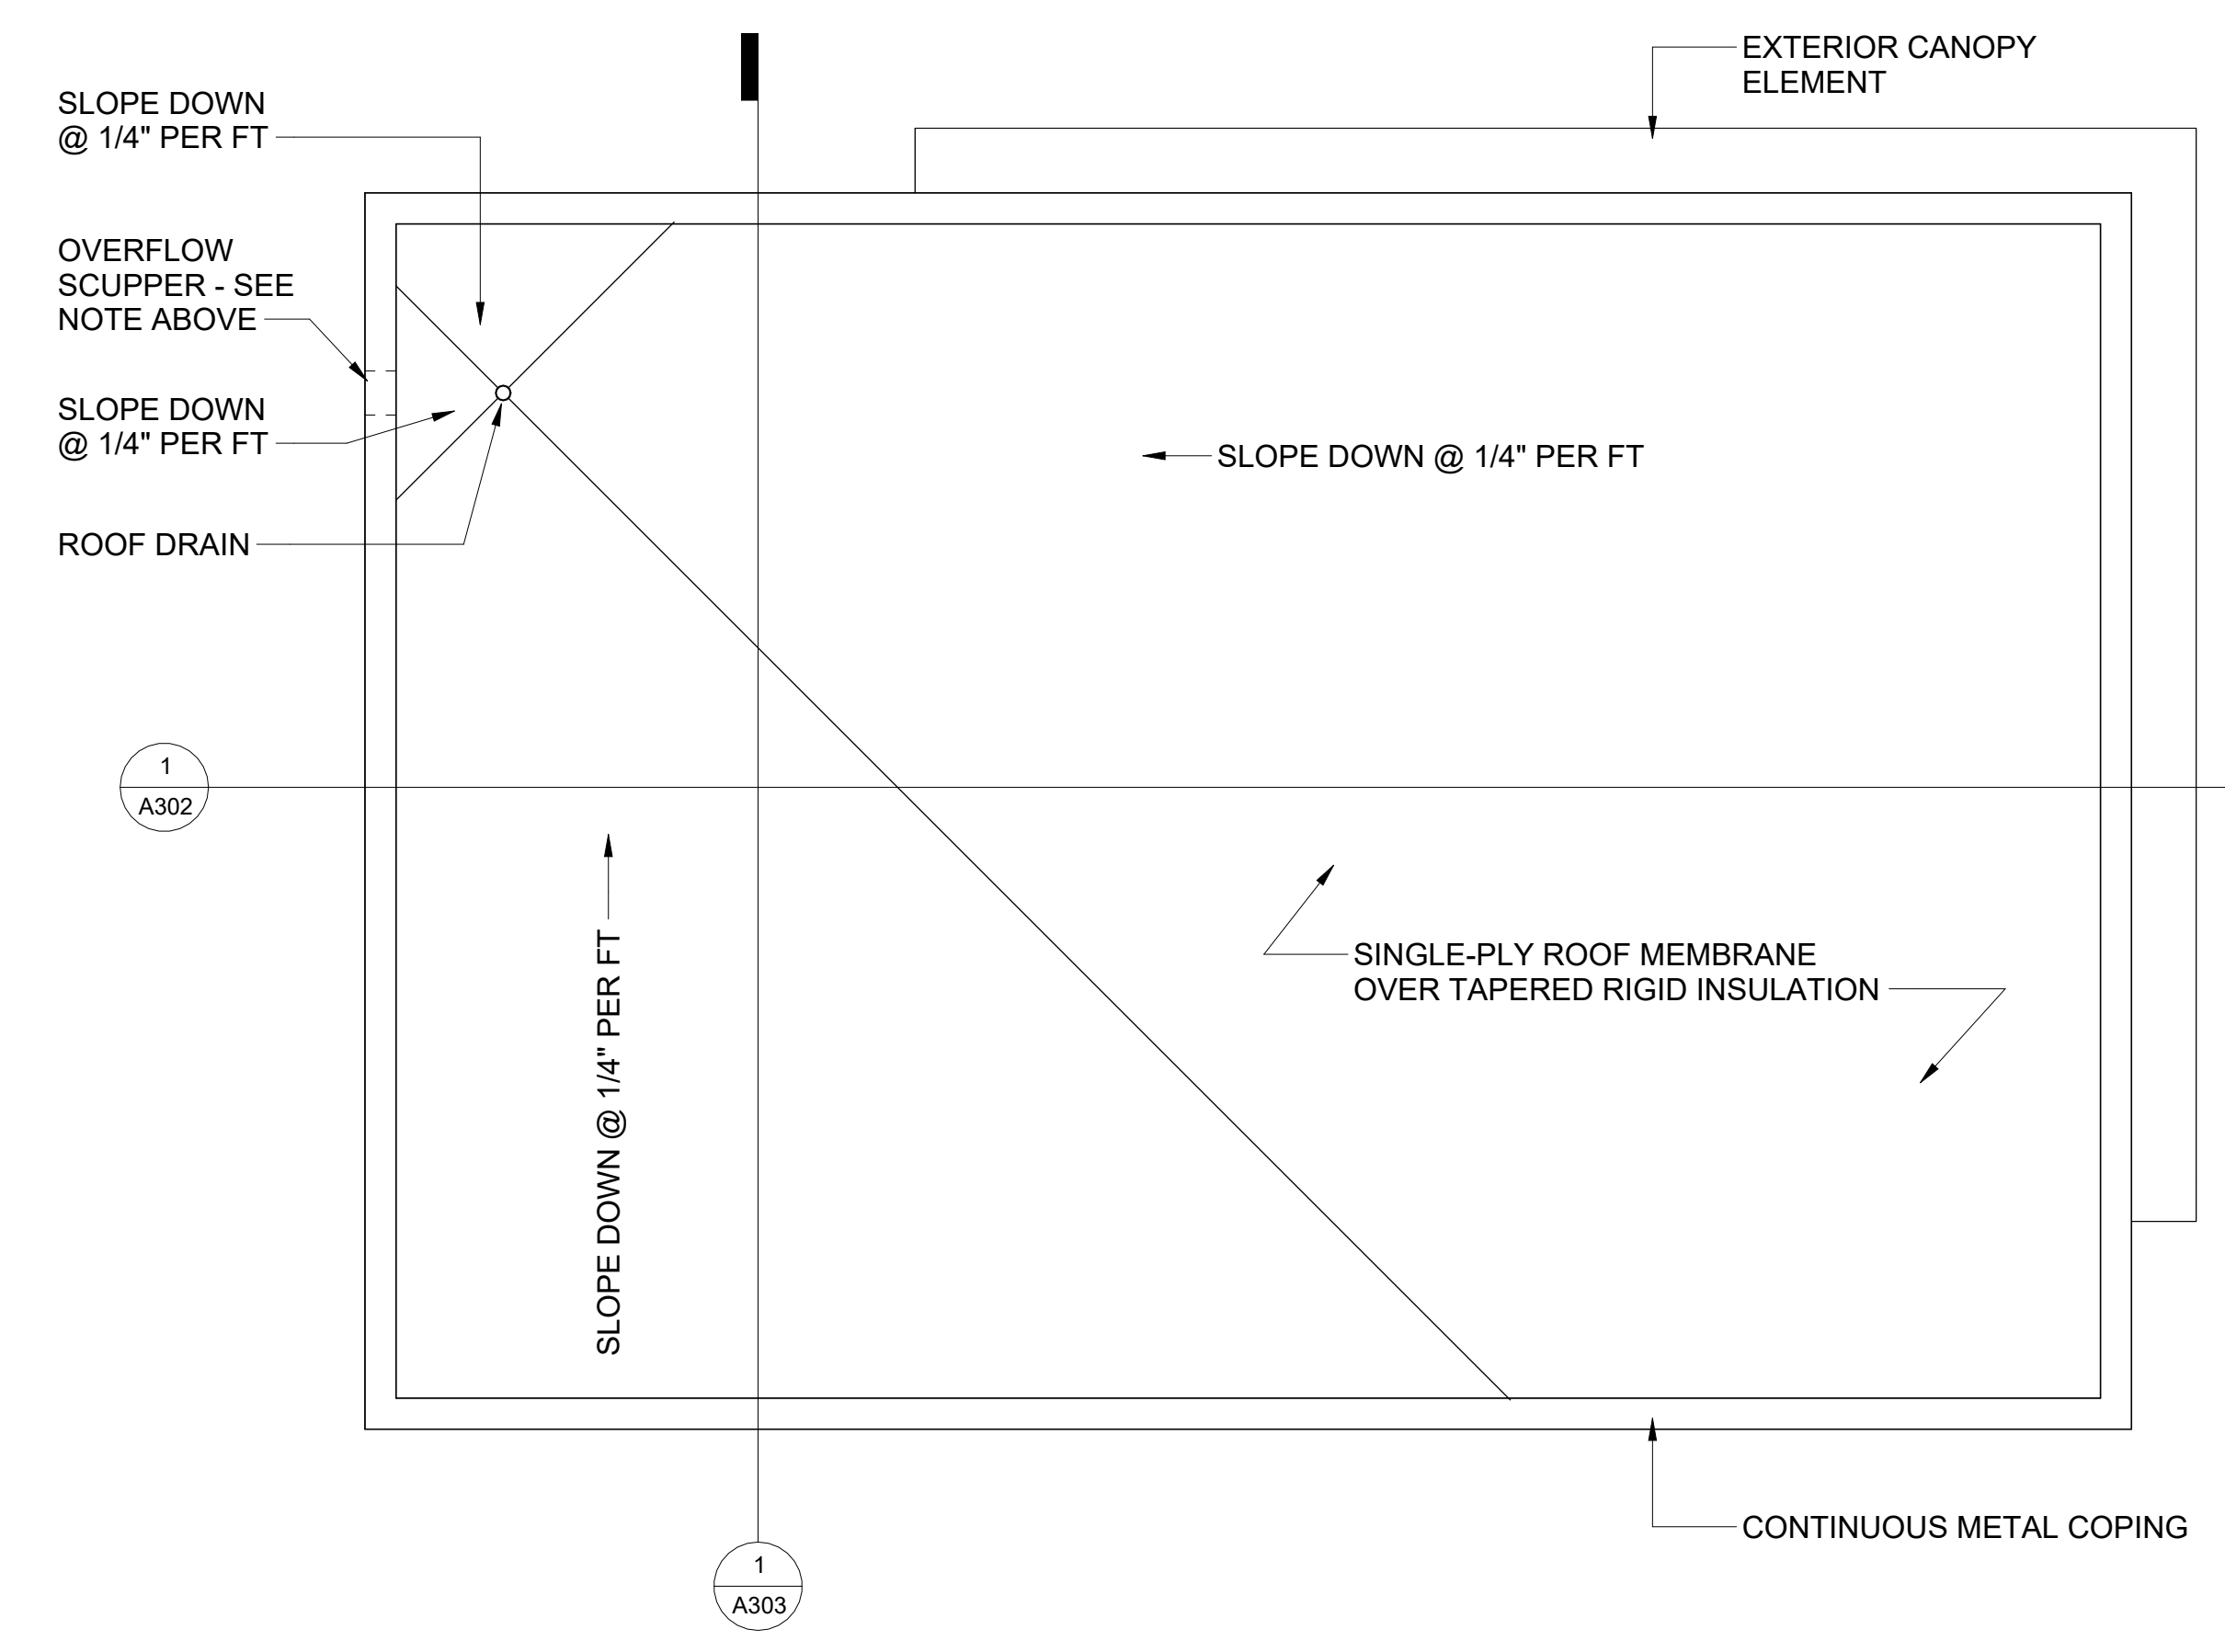 EXTERIOR CANOPY
ELEMENT
SLOPE DOWN
@ 1/4" PER FT
OVERFLOW
SCUPPER - SEE
NOTE ABOVE
SLOPE DOWN
@ 1/4" PER FT
SLOPE DOWN @ 1/4" PER FT
ROOF DRAIN
1
A302
SLOPE DOWN @ 1/4" PER FT
SINGLE-PLY ROOF MEMBRANE
OVER TAPERED RIGID INSULATION
CONTINUOUS METAL COPING
1
A303